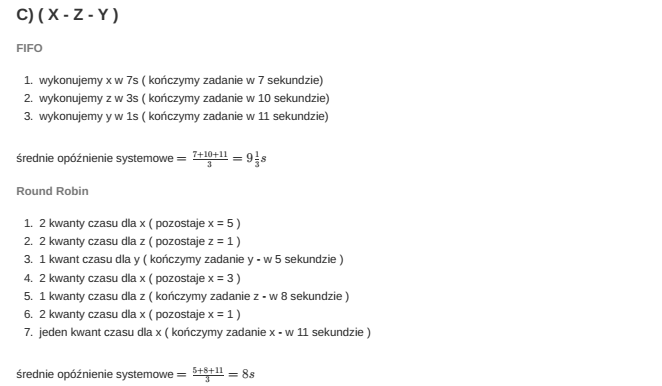 C) ( X - Z - Y )
FIFO
1. wykonujemy x w 7s ( kończymy zadanie w 7 sekundzie)
2. wykonujemy z w 3s ( kończymy zadanie w 10 sekundzie)
3. wykonujemy y w 1s ( kończymy zadanie w 11 sekundzie)
średnie opóźnienie systemowe = \frac{7+10+11}{3} = 9\frac{1}{3}s
Round Robin
1. 2 kwanty czasu dla x ( pozostaje x = 5 )
2. 2 kwanty czasu dla z ( pozostaje z = 1 )
3. 1 kwant czasu dla y ( kończymy zadanie y - w 5 sekundzie )
4. 2 kwanty czasu dla x ( pozostaje x = 3 )
5. 1 kwanty czasu dla z ( kończymy zadanie z - w 8 sekundzie )
6. 2 kwanty czasu dla x ( pozostaje x = 1 )
7. jeden kwant czasu dla x ( kończymy zadanie x - w 11 sekundzie )
średnie opóźnienie systemowe = \frac{5+8+11}{3} = 8s